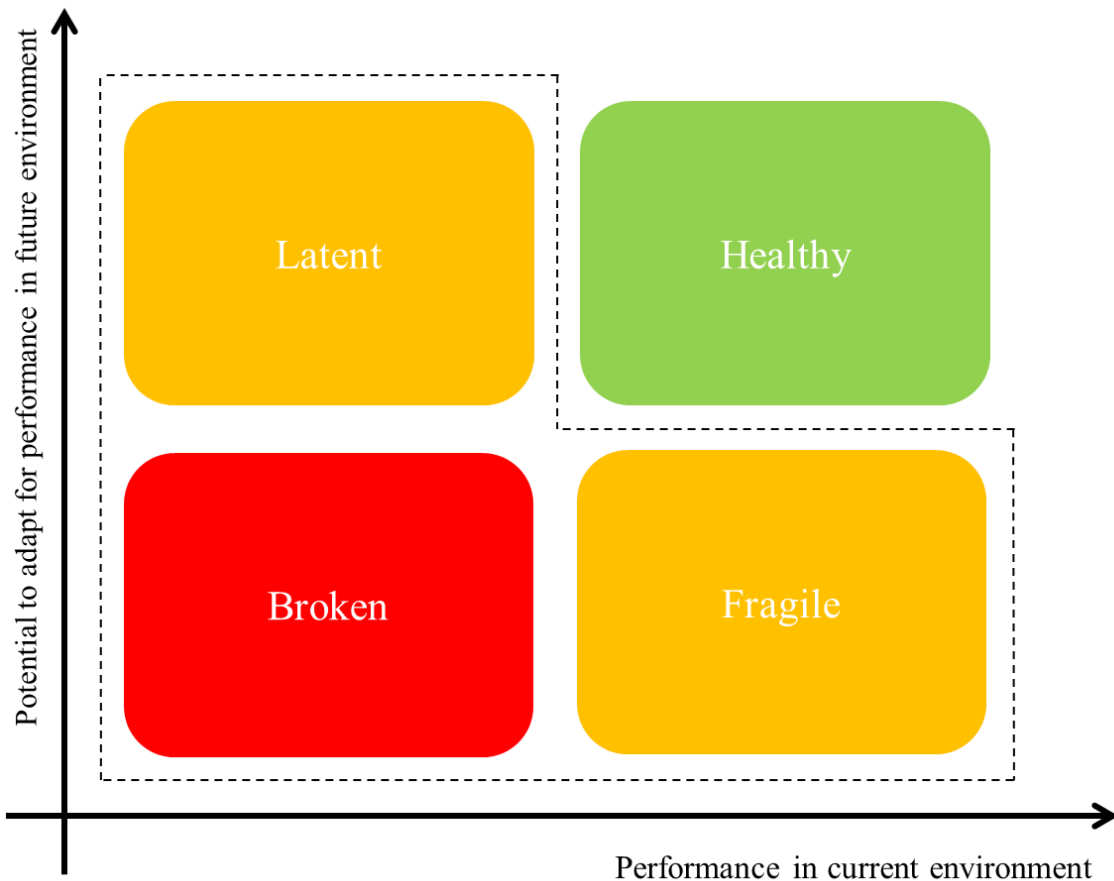 Potential to adapt for performance in future environment
Latent
Healthy
Broken
Fragile
Performance in current environment